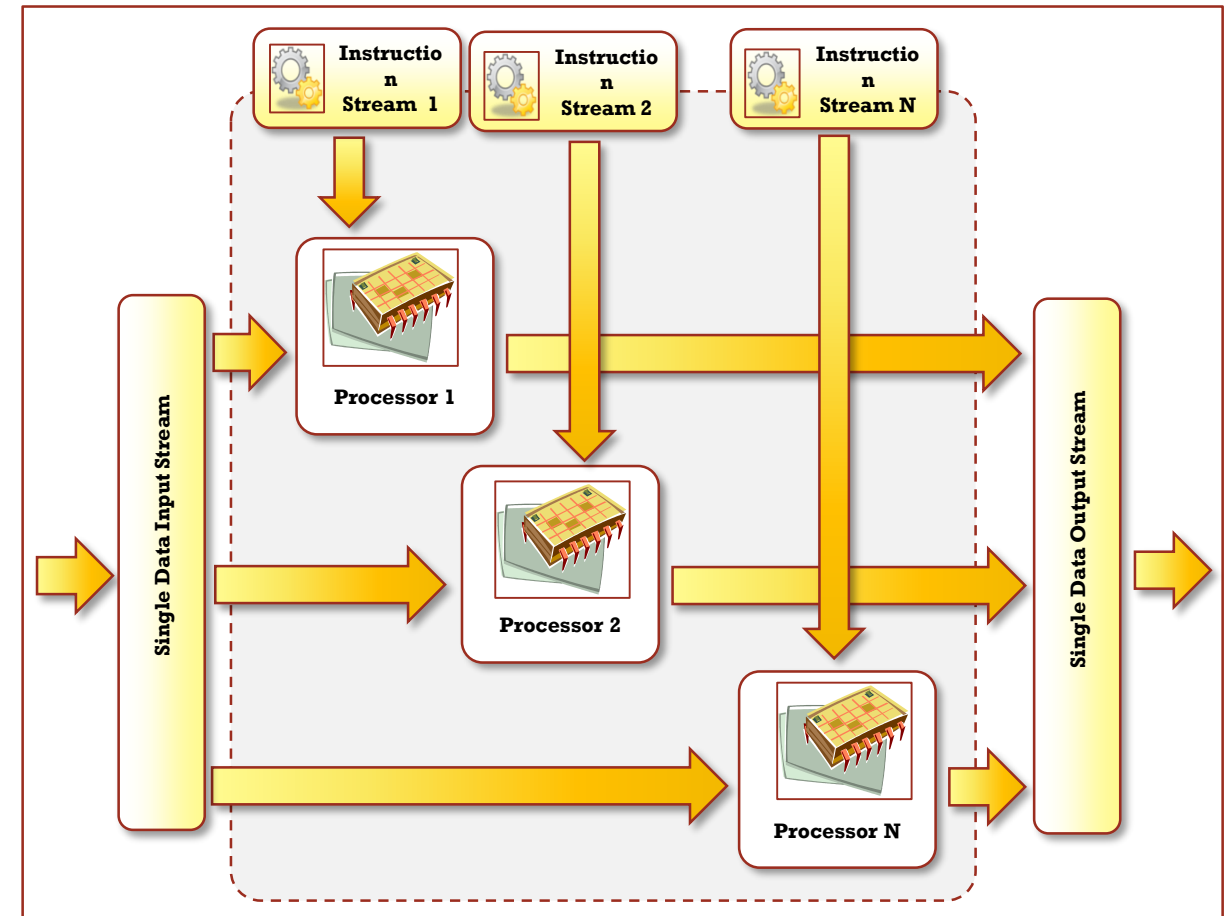 Instructio
n
Stream 1
Instructio
n
Stream 2
Instructio
n
Stream N
Processor 1
Single Data Input Stream
Single Data Output Stream
Processor 2
Processor N